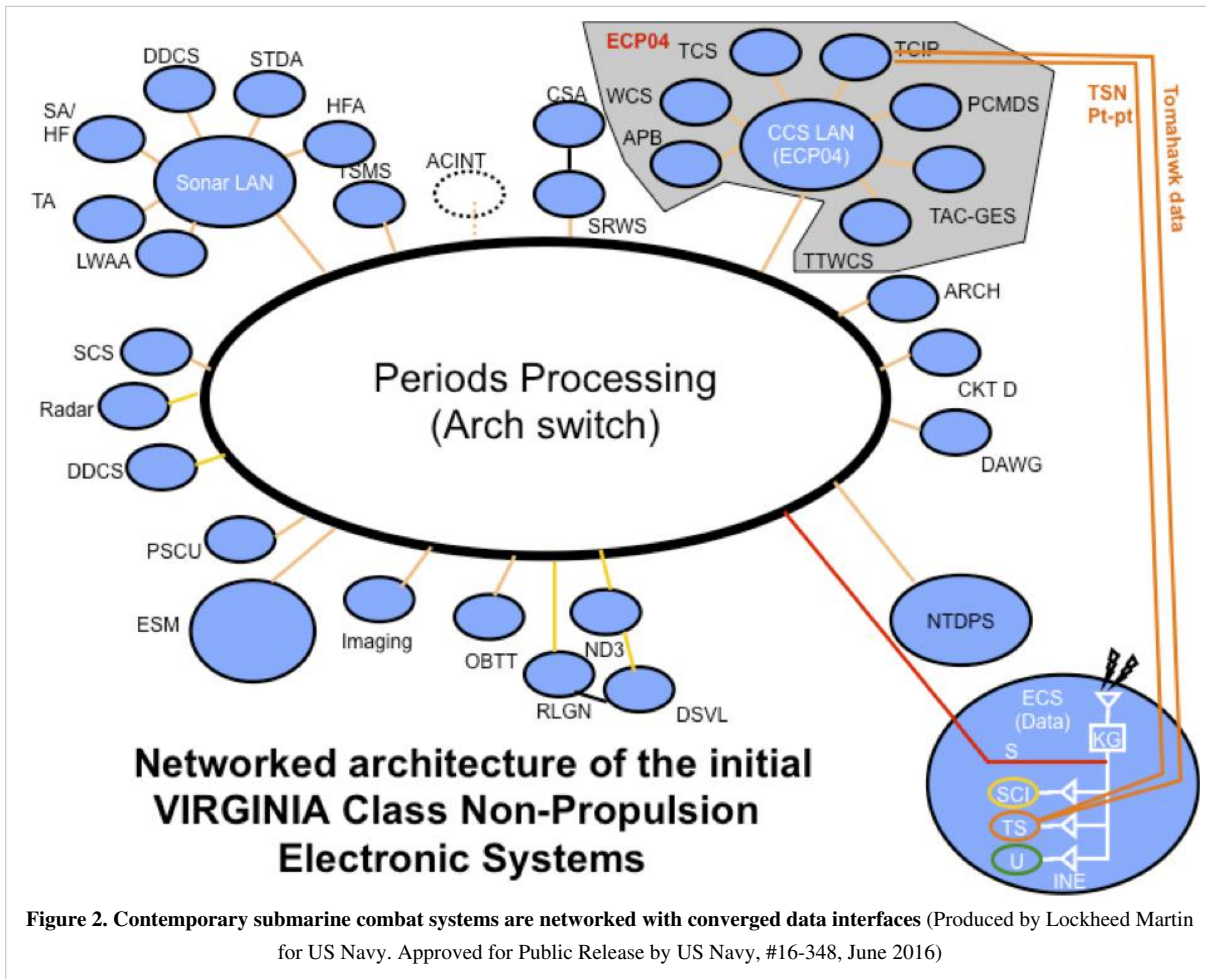 ECP04
DDCS
STDA
TCS
TCIP
SA/
HF
HFA
CSA
WCS
PCMDS
TSN
Pt-pt
Tomahawk data
APB
CCS LAN
(ECP04)
Sonar LAN
TSMS
ACINT
TA
SRWS
TAC-GES
LWAA
TTWCS
ARCH
SCS
CKT D
Radar
Periods Processing
(Arch switch)
DDCS
DAWG
PSCU
ESM
Imaging
OBTT
ND3
NTDPS
RLGN
DSVL
ECS
(Data)
KG
S
SCI
TS
U
INE
Networked architecture of the initial
VIRGINIA Class Non-Propulsion
Electronic Systems
Figure 2. Contemporary submarine combat systems are networked with converged data interfaces (Produced by Lockheed Martin
for US Navy. Approved for Public Release by US Navy, #16-348, June 2016)